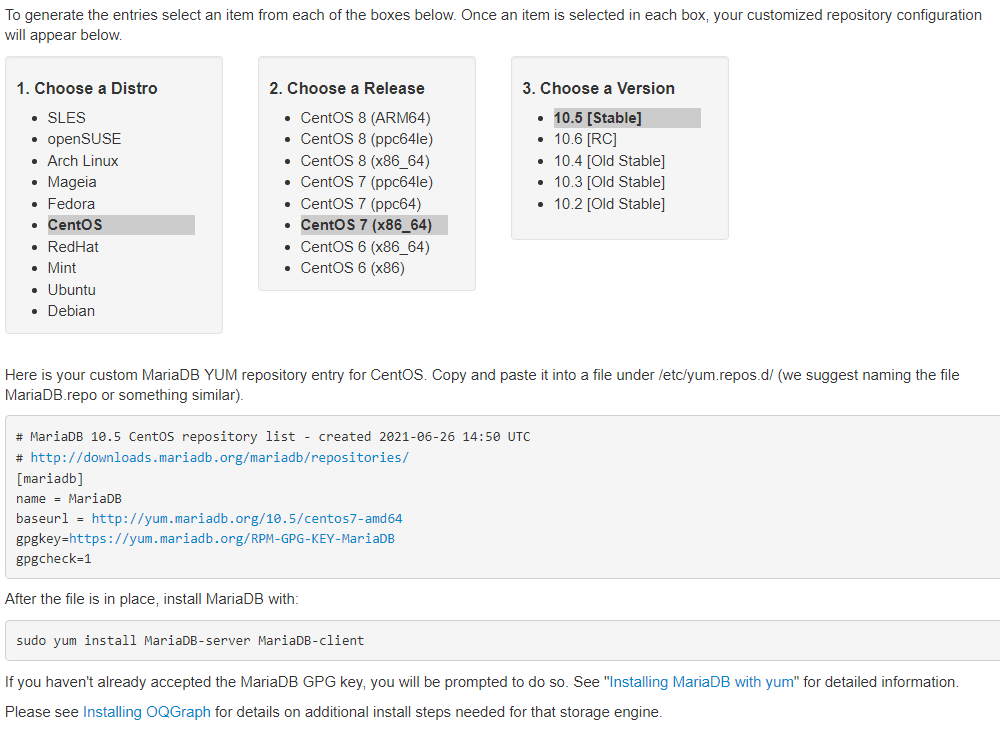 To generate the entries select an item from each of the boxes below. Once an item is selected in each box, your customized repository configuration
will appear below.
1. Choose a Distro
SLES
openSUSE
Arch Linux
Mageia
Fedora
CentOS
RedHat
Mint
Ubuntu
Debian
2. Choose a Release
CentOS 8 (ARM64)
CentOS 8 (ppc64le)
CentOS 8 (x86_64)
CentOS 7 (ppc64le)
CentOS 7 (ppc64)
CentOS 7 (x86_64)
CentOS 6 (x86_64)
CentOS 6 (x86)
3. Choose a Version
10.5 [Stable]
10.6 [RC]
10.4 [Old Stable]
10.3 [Old Stable]
10.2 [Old Stable]
Here is your custom MariaDB YUM repository entry for CentOS. Copy and paste it into a file under /etc/yum.repos.d/ (we suggest naming the file
MariaDB.repo or something similar).
# MariaDB 10.5 CentOS repository list - created 2021-06-26 14:50 UTC
# http://downloads.mariadb.org/mariadb/repositories/
[mariadb]
name = MariaDB
baseurl = http://yum.mariadb.org/10.5/centos7-amd64
gpgkey=https://yum.mariadb.org/RPM-GPG-KEY-MariaDB
gpgcheck=1
After the file is in place, install MariaDB with:
sudo yum install MariaDB-server MariaDB-client
If you haven't already accepted the MariaDB GPG key, you will be prompted to do so. See "Installing MariaDB with yum" for detailed information.
Please see Installing OQGraph for details on additional install steps needed for that storage engine.